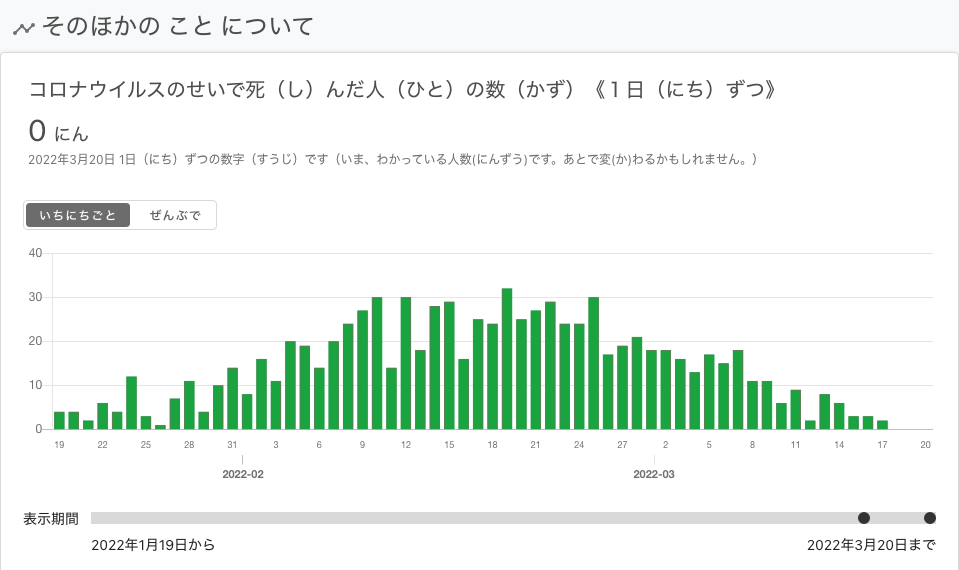 そのほかの こと について
コロナウイルスのせいで死（し）んだ人（ひと）の数（かず）《１日（にち）ずつ》
0 にん
2022年3月20日 1日（にち）ずつの数字（すうじ）です（いま、わかっている人数(にんずう)です。あとで変(か)わるかもしれません。）
いちにちごと ぜんぶで
40
30
20
10
0
19 22 25 28 31 3 6 9 12 15 18 21 24 27 2 5 8 11 14 17 20
2022-02 2022-03
表示期間
2022年1月19日から 2022年3月20日まで